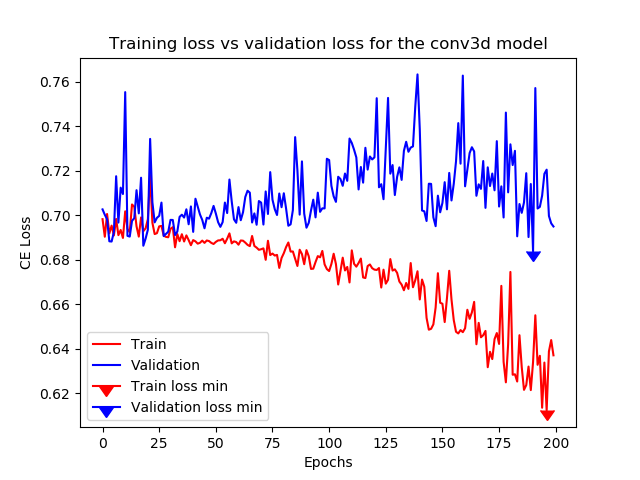 Training loss vs validation loss for the conv3d model
CE Loss
0.76
0.74
0.72
0.70
0.68
0.66
0.64
0.62
Train
Validation
Train loss min
Validation loss min
0 25 50 75 100 125 150 175 200
Epochs